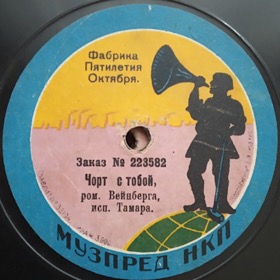 Фабрика
Пятилетия
Октября.
Заказ № 223582
Чорт с тобой,
ром. Вейнберга,
исп. Тамара.
МУЗПРЕД НКП